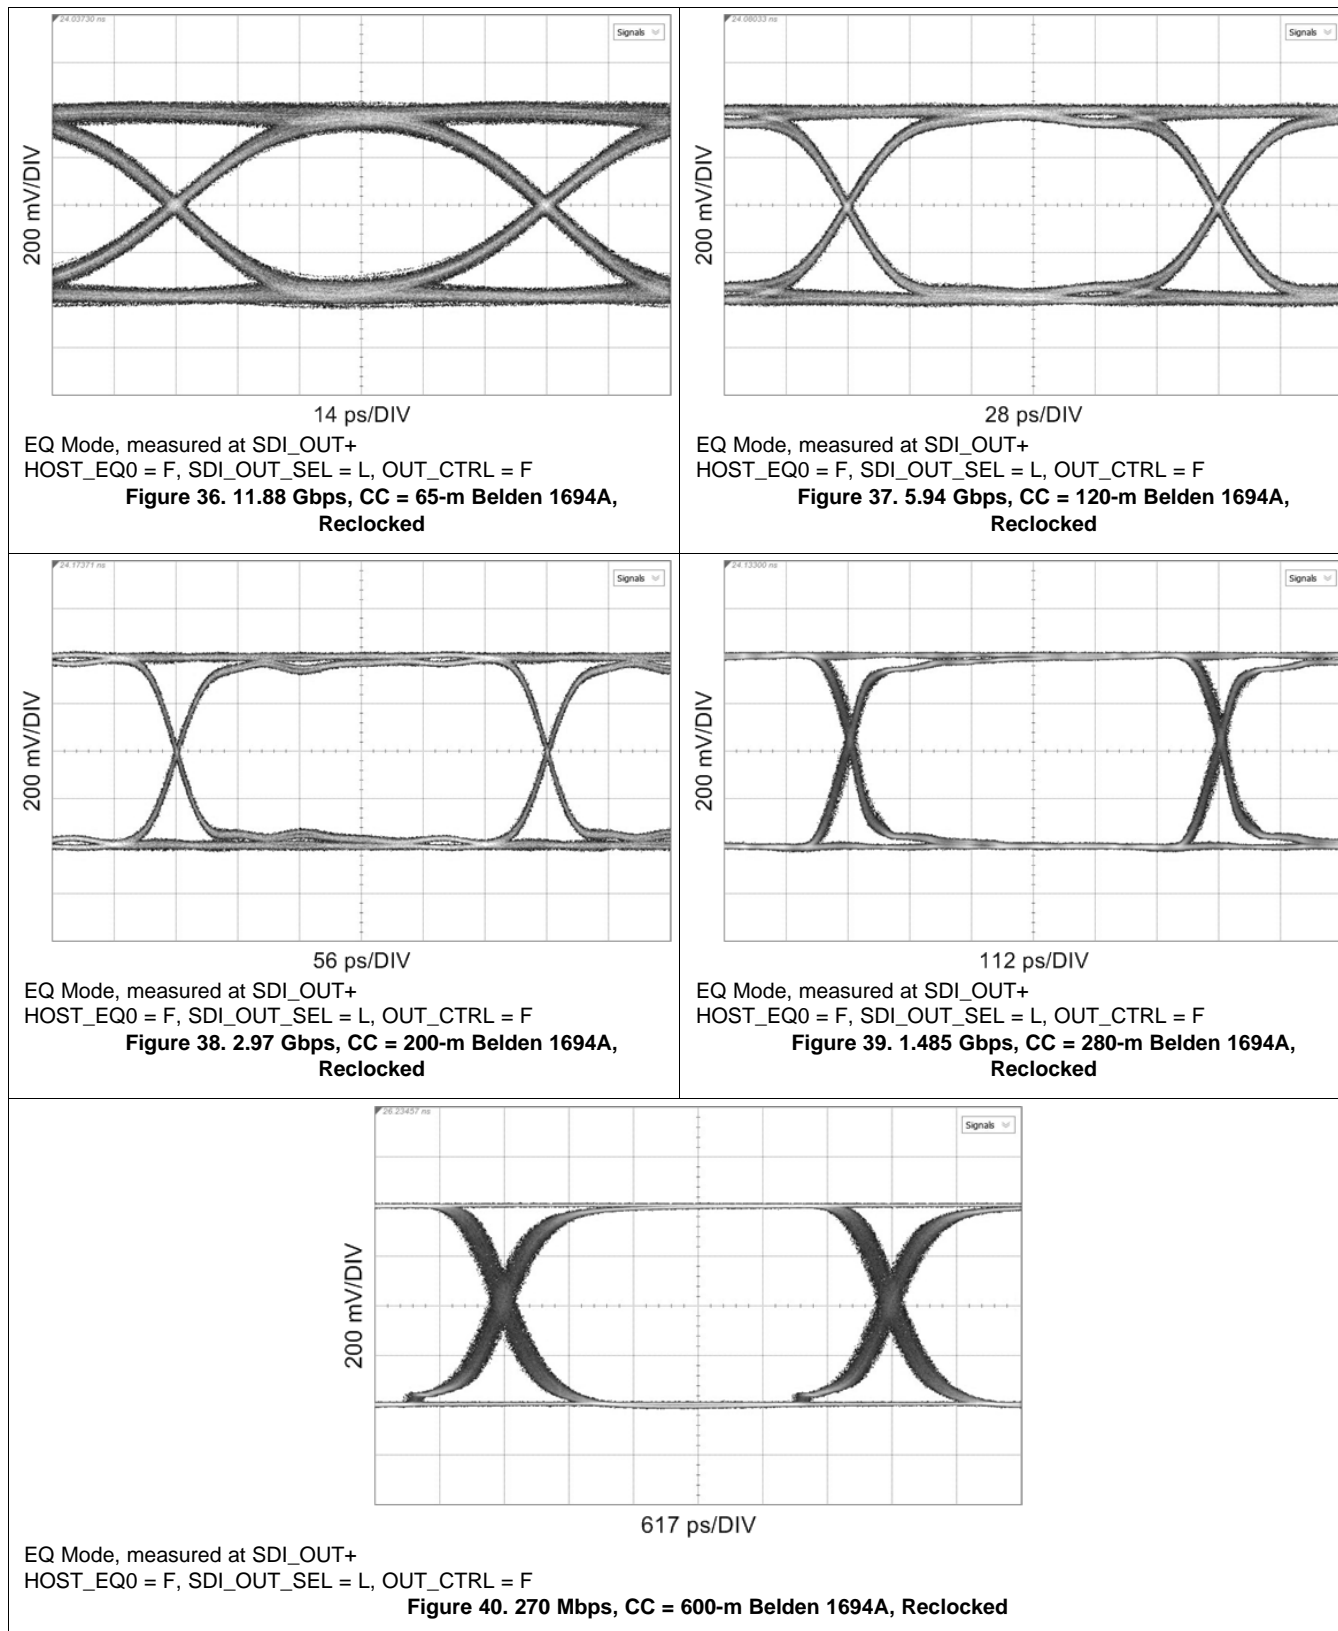 24.03730 ns
Signals
200 mV/DIV
14 ps/DIV
EQ Mode, measured at SDI_OUT+
HOST_EQ0 = F, SDI_OUT_SEL = L, OUT_CTRL = F
Figure 36. 11.88 Gbps, CC = 65-m Belden 1694A,
Reclocked
24.08033 ns
Signals
200 mV/DIV
28 ps/DIV
EQ Mode, measured at SDI_OUT+
HOST_EQ0 = F, SDI_OUT_SEL = L, OUT_CTRL = F
Figure 37. 5.94 Gbps, CC = 120-m Belden 1694A,
Reclocked
24.17371 ns
Signals
200 mV/DIV
56 ps/DIV
EQ Mode, measured at SDI_OUT+
HOST_EQ0 = F, SDI_OUT_SEL = L, OUT_CTRL = F
Figure 38. 2.97 Gbps, CC = 200-m Belden 1694A,
Reclocked
24.13300 ns
Signals
200 mV/DIV
112 ps/DIV
EQ Mode, measured at SDI_OUT+
HOST_EQ0 = F, SDI_OUT_SEL = L, OUT_CTRL = F
Figure 39. 1.485 Gbps, CC = 280-m Belden 1694A,
Reclocked
26.23457 ns
Signals
200 mV/DIV
617 ps/DIV
EQ Mode, measured at SDI_OUT+
HOST_EQ0 = F, SDI_OUT_SEL = L, OUT_CTRL = F
Figure 40. 270 Mbps, CC = 600-m Belden 1694A, Reclocked